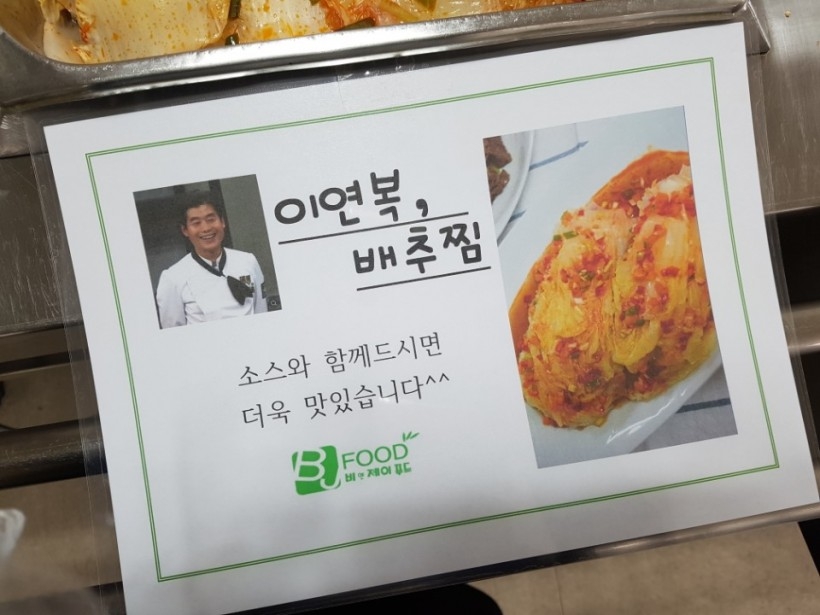 이연복,
배추찜
소스와 함께드시면
더욱 맛있습니다^^
BJ FOOD
비앤제이 푸드